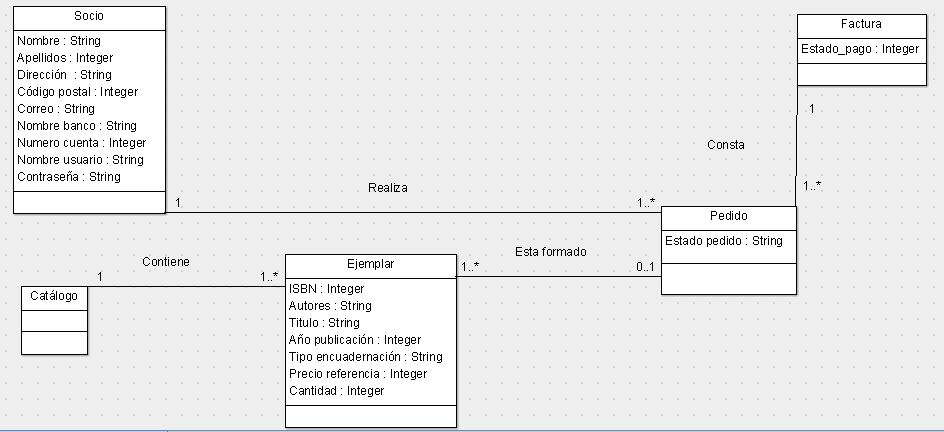 Socio
Nombre : String
Apellidos : Integer
Dirección  : String
Código postal : Integer
Correo : String
Nombre banco : String
Numero cuenta : Integer
Nombre usuario : String
Contraseña : String
Factura
Estado_pago : Integer
1
Consta
1..*
Realiza
1
1..*
Pedido
Estado pedido : String
Esta formado
1..*
0..1
Contiene
1
1..*
Catálogo
Ejemplar
ISBN : Integer
Autores : String
Titulo : String
Año publicación : Integer
Tipo encuadernación : String
Precio referencia : Integer
Cantidad : Integer